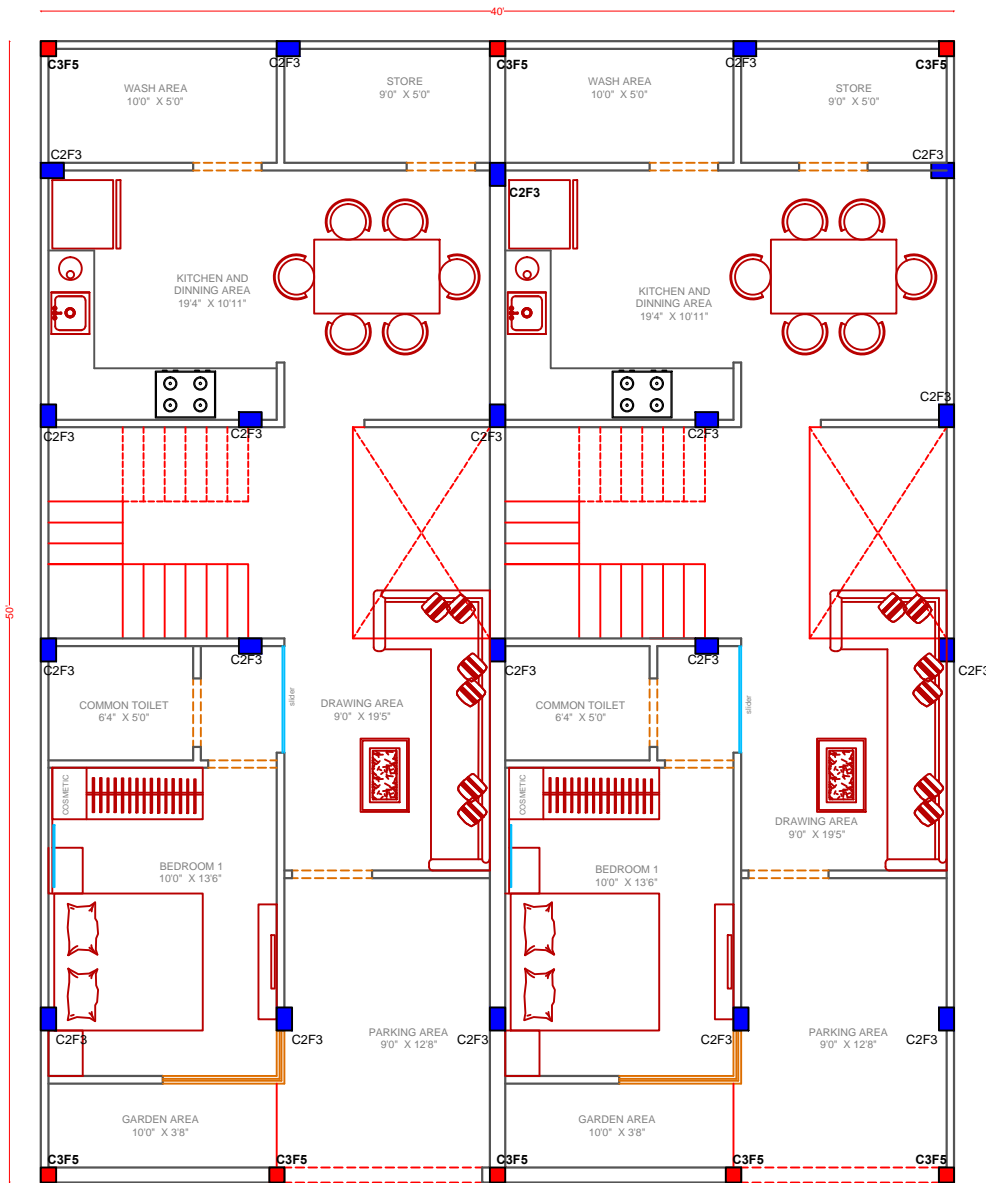 40'
C3F5
C2F3
C3F5
C2F3
C3F5
WASH AREA
10'0" X 5'0"
STORE
9'0" X 5'0"
WASH AREA
10'0" X 5'0"
STORE
9'0" X 5'0"
C2F3
C2F3
C2F3
KITCHEN AND
DINNING AREA
19'4" X 10'11"
KITCHEN AND
DINNING AREA
19'4" X 10'11"
C2F3
C2F3
C2F3
C2F3
C2F3
50'
C2F3
C2F3
C2F3
C2F3
C2F3
COMMON TOILET
6'4" X 5'0"
slider
DRAWING AREA
9'0" X 19'5"
COMMON TOILET
6'4" X 5'0"
slider
COSMETIC
COSMETIC
DRAWING AREA
9'0" X 19'5"
BEDROOM 1
10'0" X 13'6"
BEDROOM 1
10'0" X 13'6"
PARKING AREA
9'0" X 12'8"
PARKING AREA
9'0" X 12'8"
C2F3
C2F3
C2F3
C2F3
C2F3
GARDEN AREA
10'0" X 3'8"
GARDEN AREA
10'0" X 3'8"
C3F5
C3F5
C3F5
C3F5
C3F5